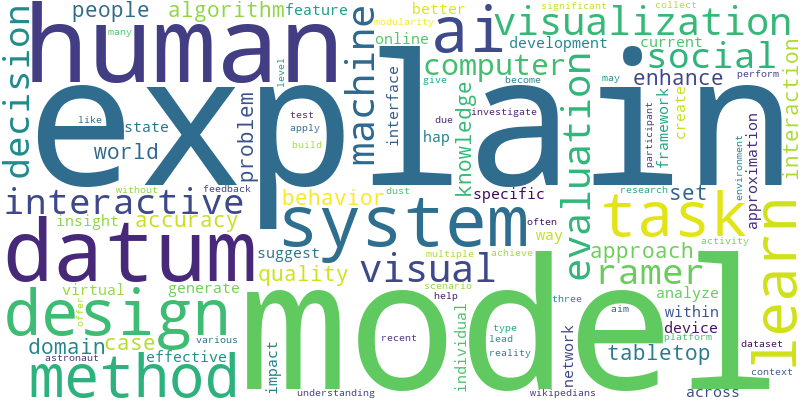 people
algorithm
feature
better
modularity
significant
collect
many
human
ai
visualization
online
development
current
decision
explain
machine
computer
social
enhance
become
may
perform
level
interface
give
like
state
test
apply
build
problem
world
due
hap
investigate
knowledge
evaluation
framework
create
participant
interaction
environment
approximation
interactive
without
feedback
behavior
dust
specific
research
set
insight
accuracy
system
often
way
task
activity
datum
suggest
quality
visual
multiple
achieve
approach
ramer
learn
virtual
generate
scenario
help
individual
analyze
design
model
offer
three
aim
within
device
platform
domain
case
various
recent
type
lead
reality
network
tabletop
dataset
astronaut
effective
impact
context
method
understanding
wikipedians
across